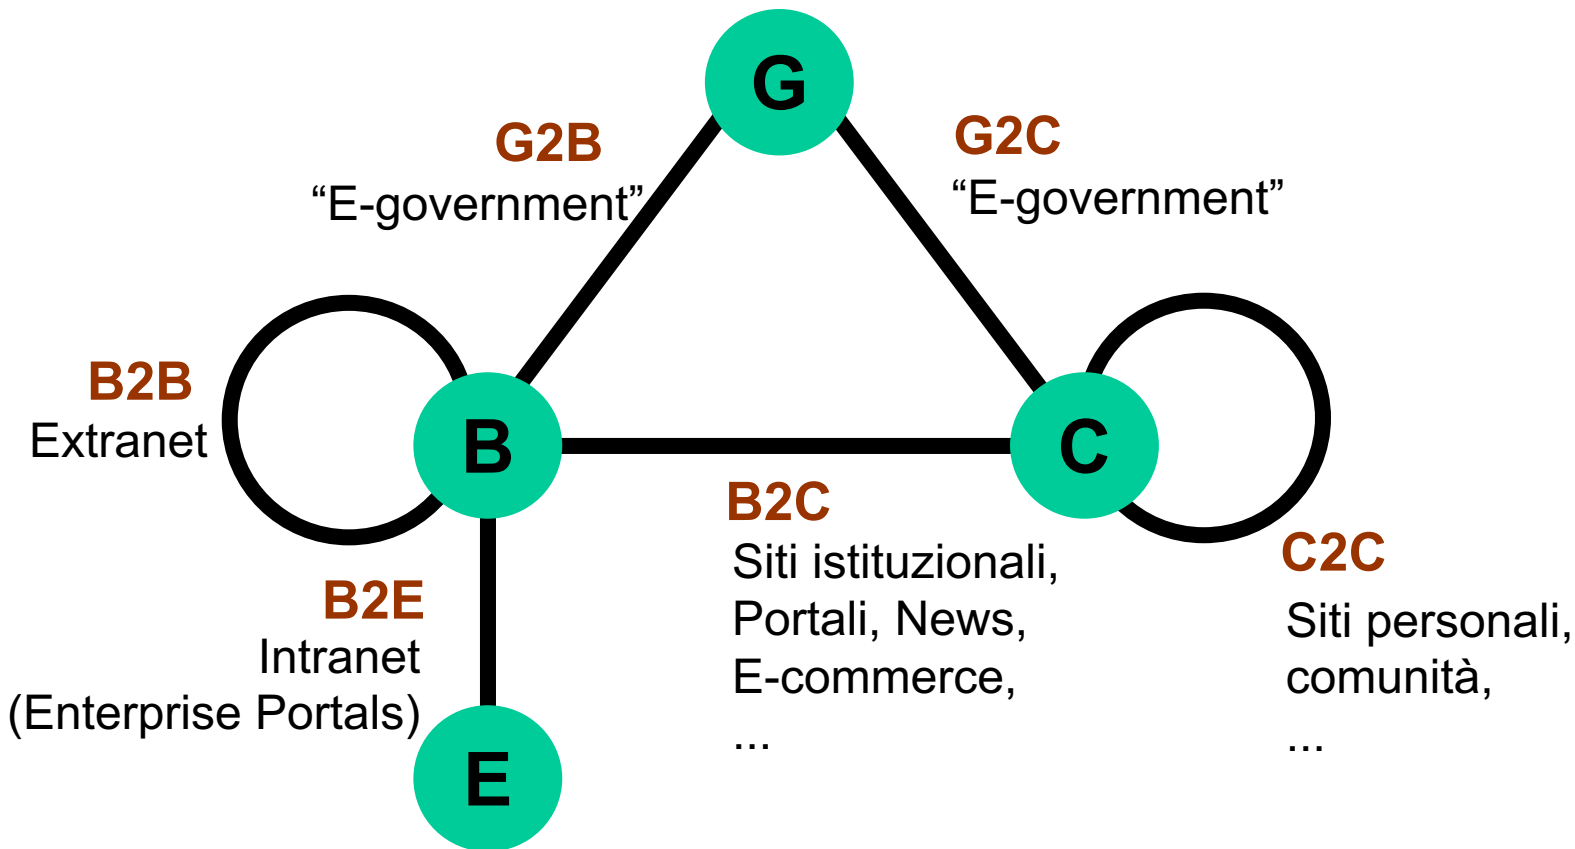 G
G2B
“E-government”
G2C
“E-government”
B2B
Extranet
B
C
B2C
Siti istituzionali,
Portali, News,
E-commerce,
...
C2C
Siti personali,
comunità,
...
B2E
Intranet
(Enterprise Portals)
E